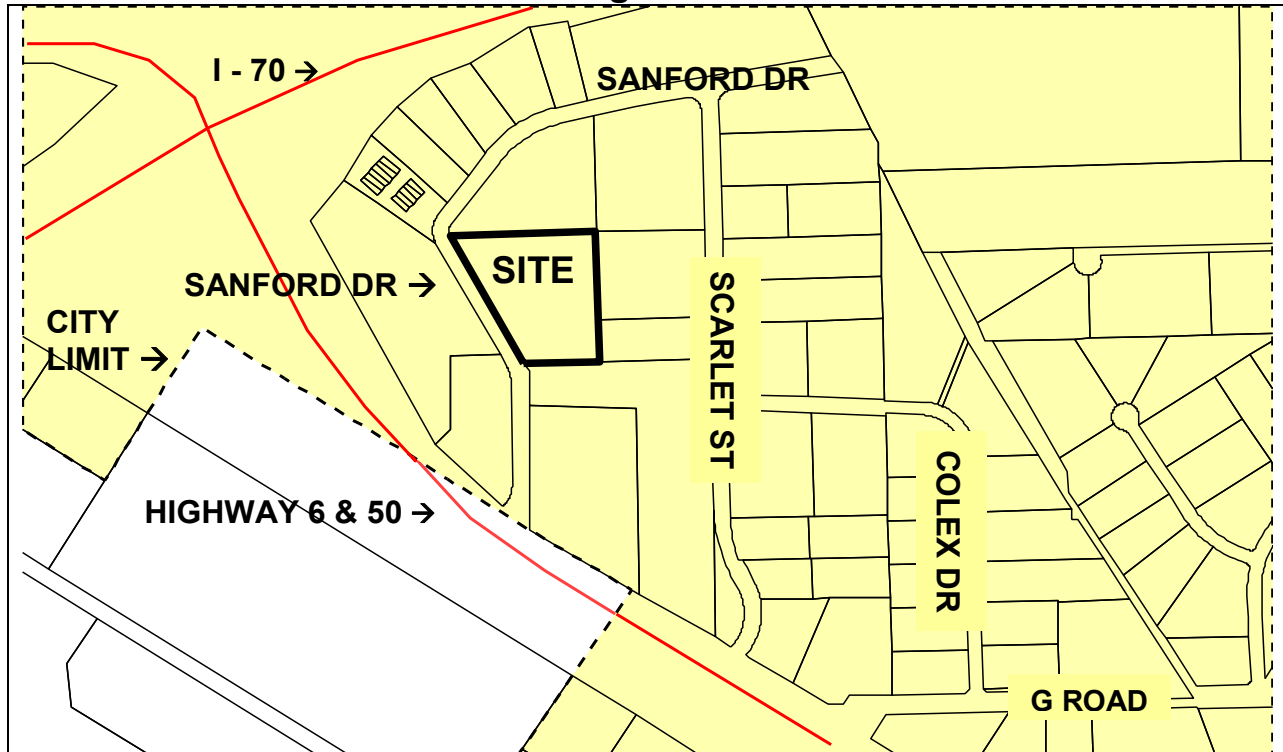 I - 70 →
SANFORD DR
SITE
SANFORD DR →
CITY
LIMIT →
SCARLET ST
HIGHWAY 6 & 50 →
COLEX DR
G ROAD